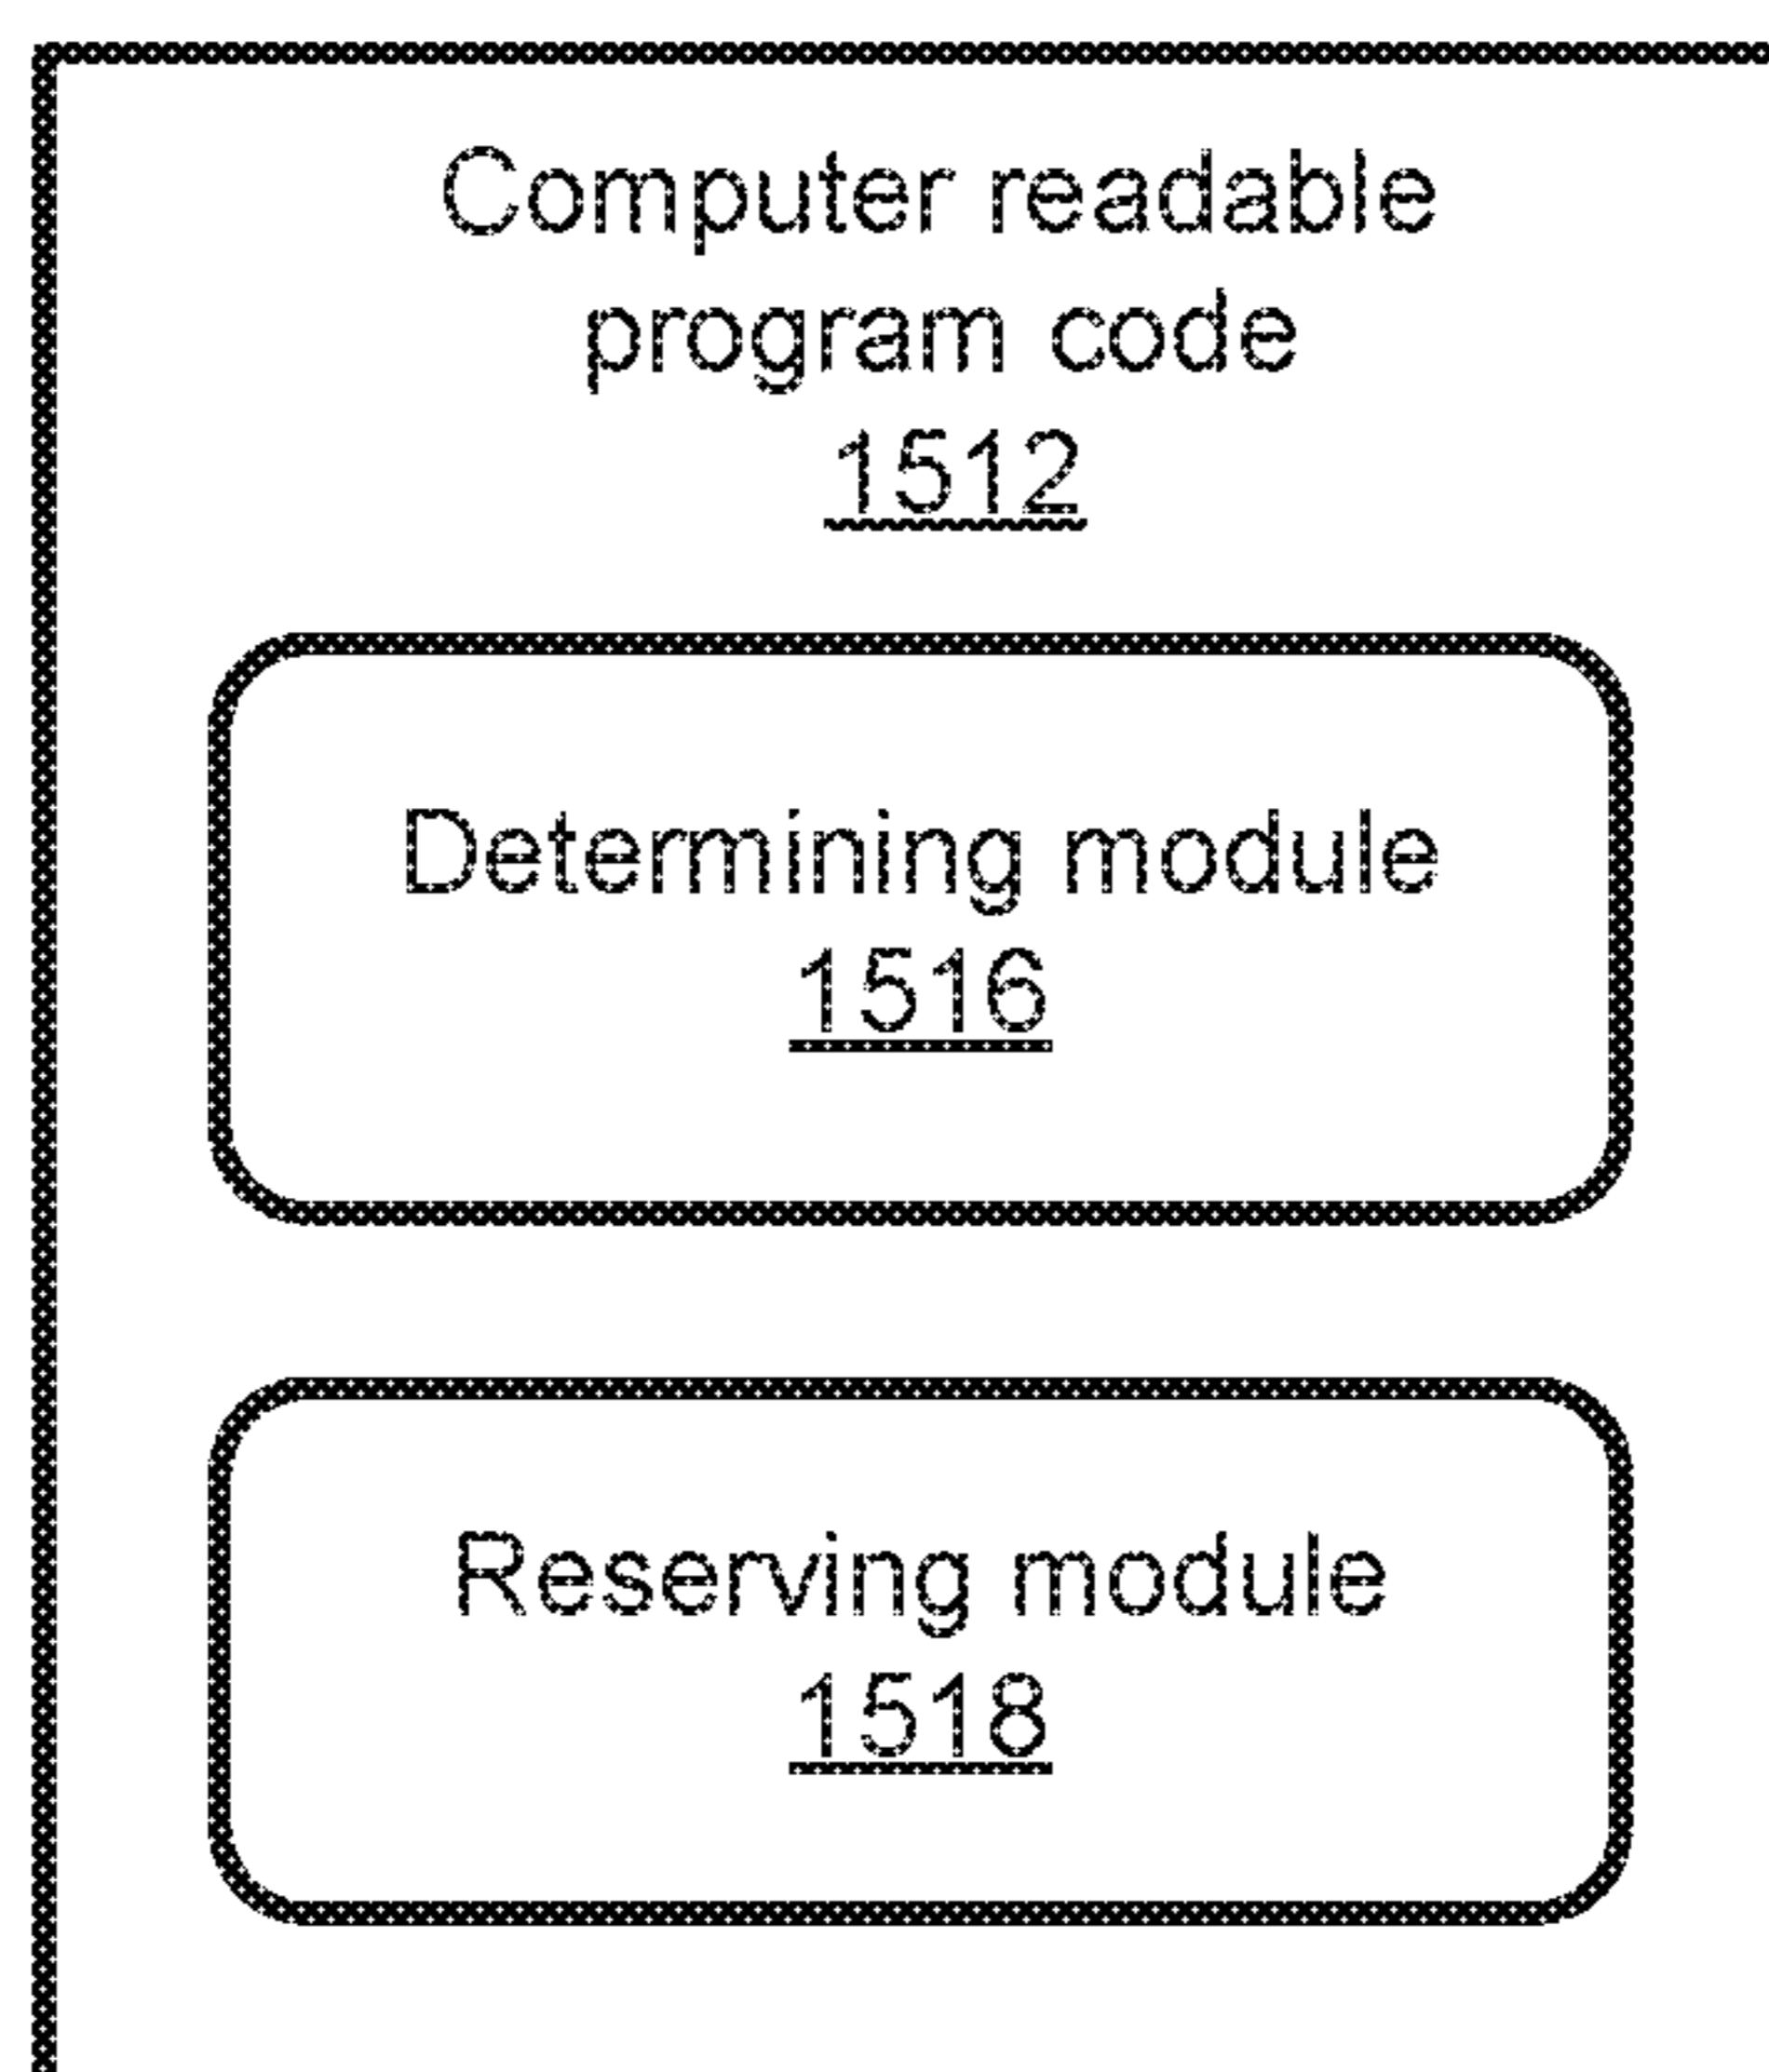 Computer readable
program code
1512
Determining module
1516
Reserving module
1518